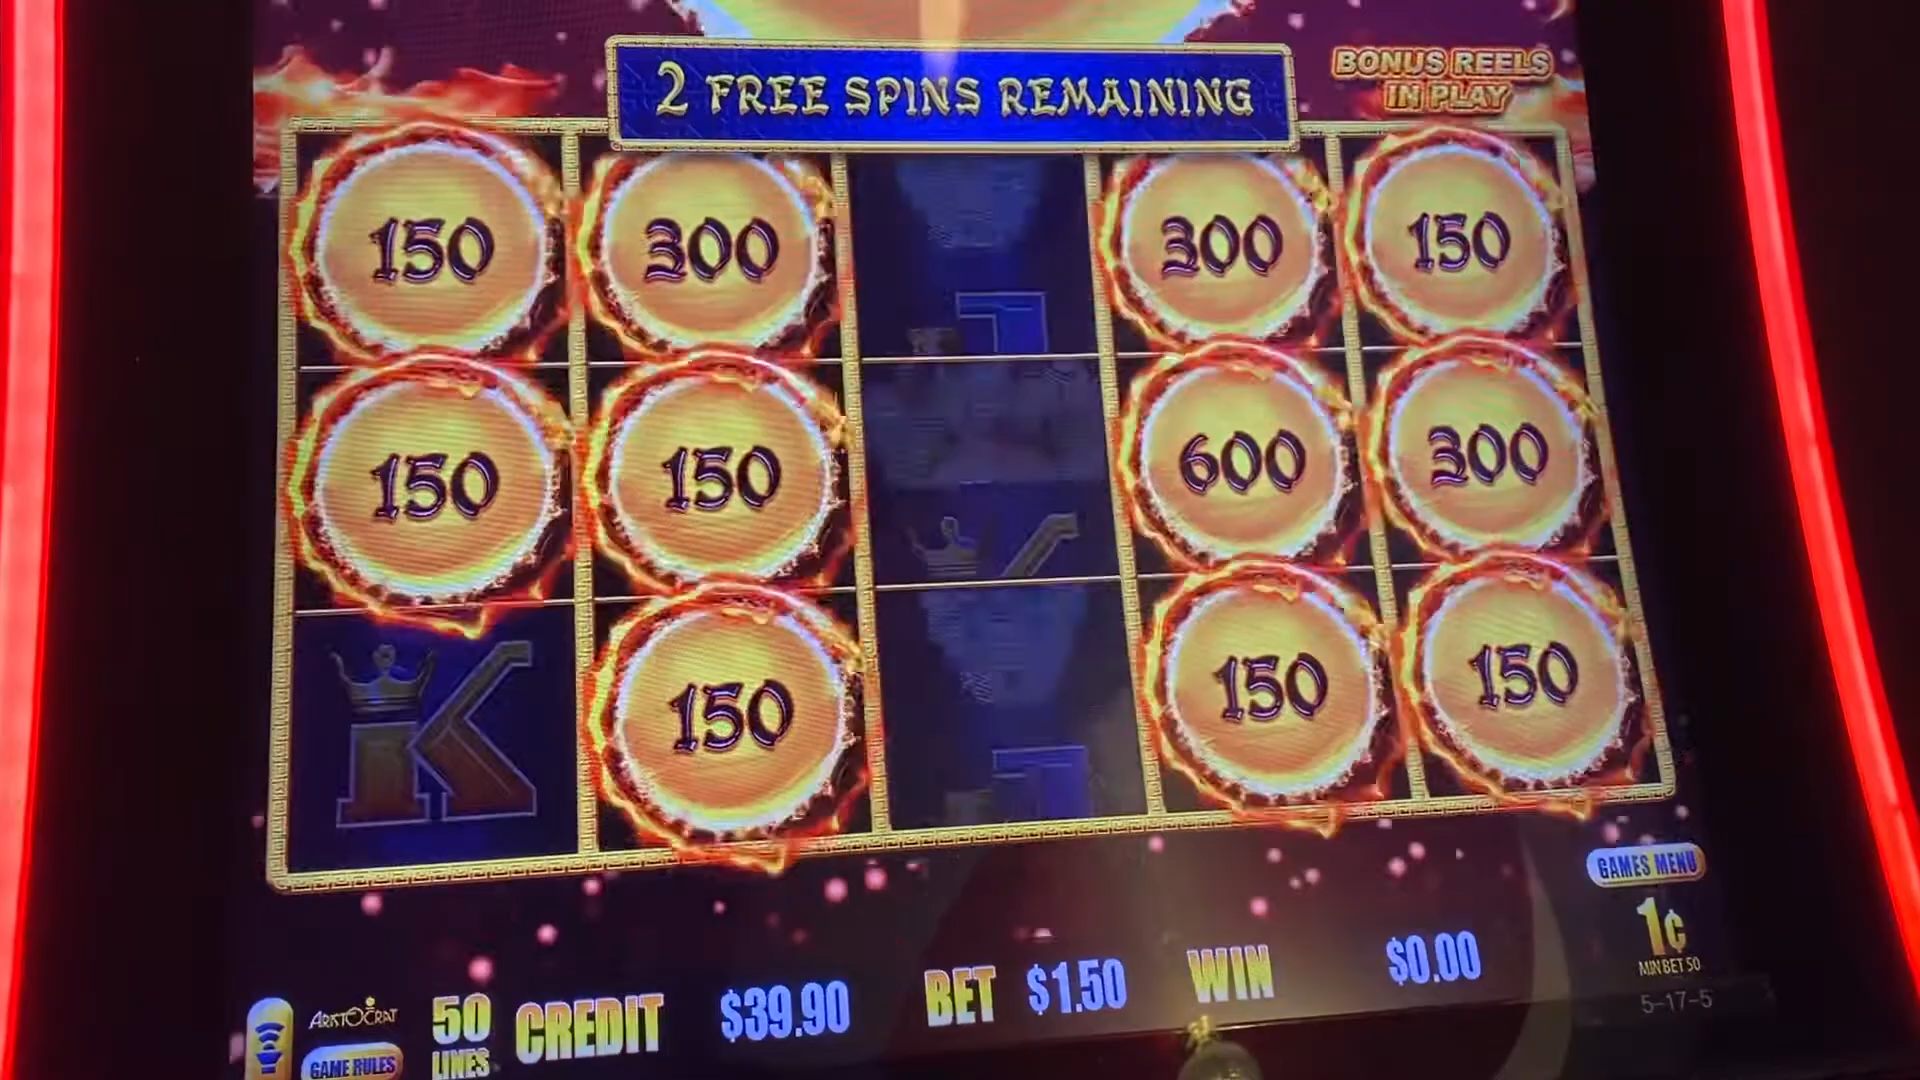 2 FREE SPINS REMAINING
BONUS REELS
IN PLAY
150 300 300 150
150 150 600 300
K 150 150 150
GAMES MENU
1¢
MIN BET 50
5-17-5
ARISTOCRAT
GAME RULES
50
LINES
CREDIT $39.90
BET $1.50
WIN $0.00